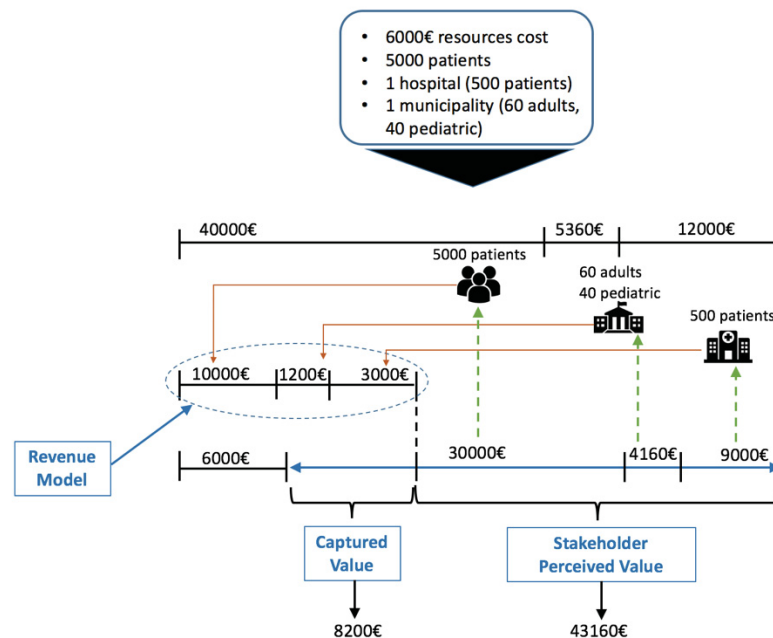 • 6000€ resources cost
• 5000 patients
• 1 hospital (500 patients)
• 1 municipality (60 adults,
40 pediatric)
40000€
5360€
12000€
5000 patients
60 adults
40 pediatric
500 patients
10000€
1200€
3000€
Revenue
Model
6000€
30000€
4160€
9000€
Captured
Value
Stakeholder
Perceived Value
8200€
43160€